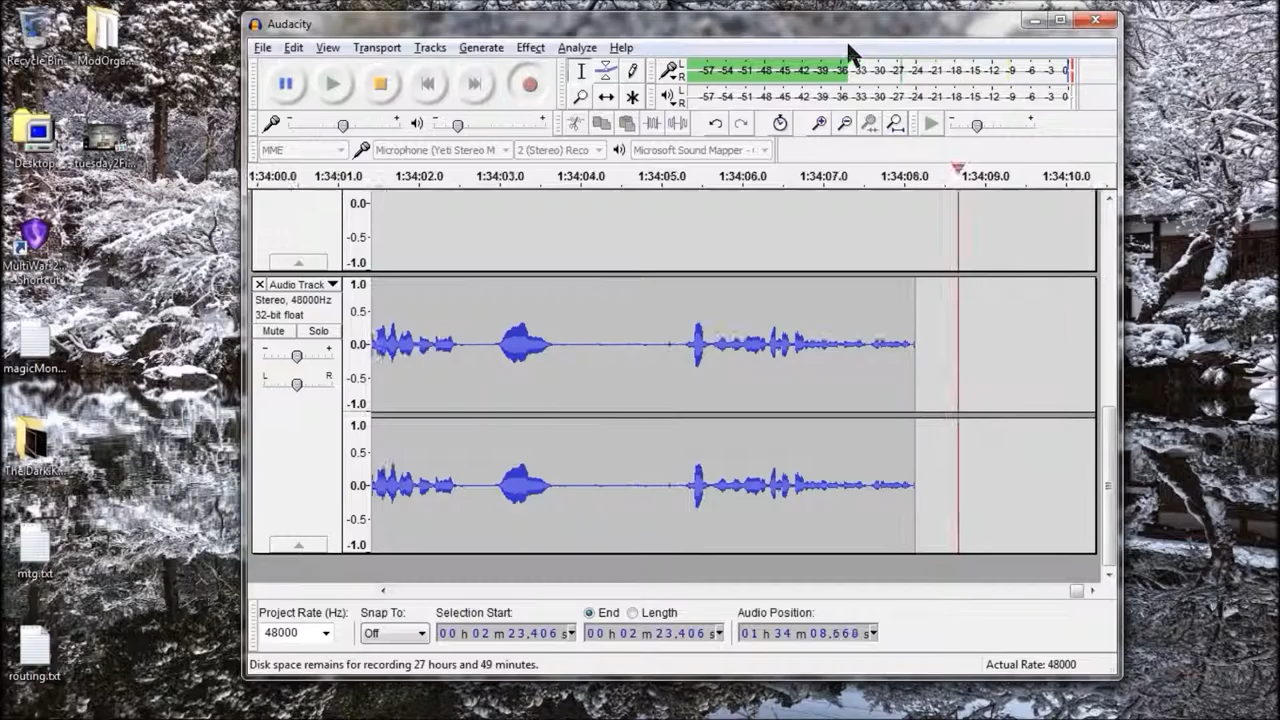 Audacity
File Edit View Transport Tracks Generate Effect Analyze Help
L
R
-57 -54 -51 -48 -45 -42 -39 -36 -33 -30 -27 -24 -21 -18 -15 -12 -9 -6 -3 0
L
R
-57 -54 -51 -48 -45 -42 -39 -36 -33 -30 -27 -24 -21 -18 -15 -12 -9 -6 -3 0
MME
Microphone (Yeti Stereo M
2 (Stereo) Reco
Microsoft Sound Mapper -
1:34:00.0 1:34:01.0 1:34:02.0 1:34:03.0 1:34:04.0 1:34:05.0 1:34:06.0 1:34:07.0 1:34:08.0 1:34:09.0 1:34:10.0
0.0
-0.5
-1.0
Audio Track
Stereo, 48000Hz
32-bit float
Mute Solo
- +
L R
1.0
0.5
0.0
-0.5
-1.0
1.0
0.5
0.0
-0.5
-1.0
Project Rate (Hz):
48000
Snap To:
Off
Selection Start:
00 h 02 m 23.406 s
End Length
00 h 02 m 23.406 s
Audio Position:
01 h 34 m 08.668 s
Disk space remains for recording 27 hours and 49 minutes.
Actual Rate: 48000
Recycle Bin
ModOrga...
Desktop
tuesday2Fi...
MultiWar2... - Shortcut
magicMon...
The.Dark.K...
mtg.txt
routing.txt